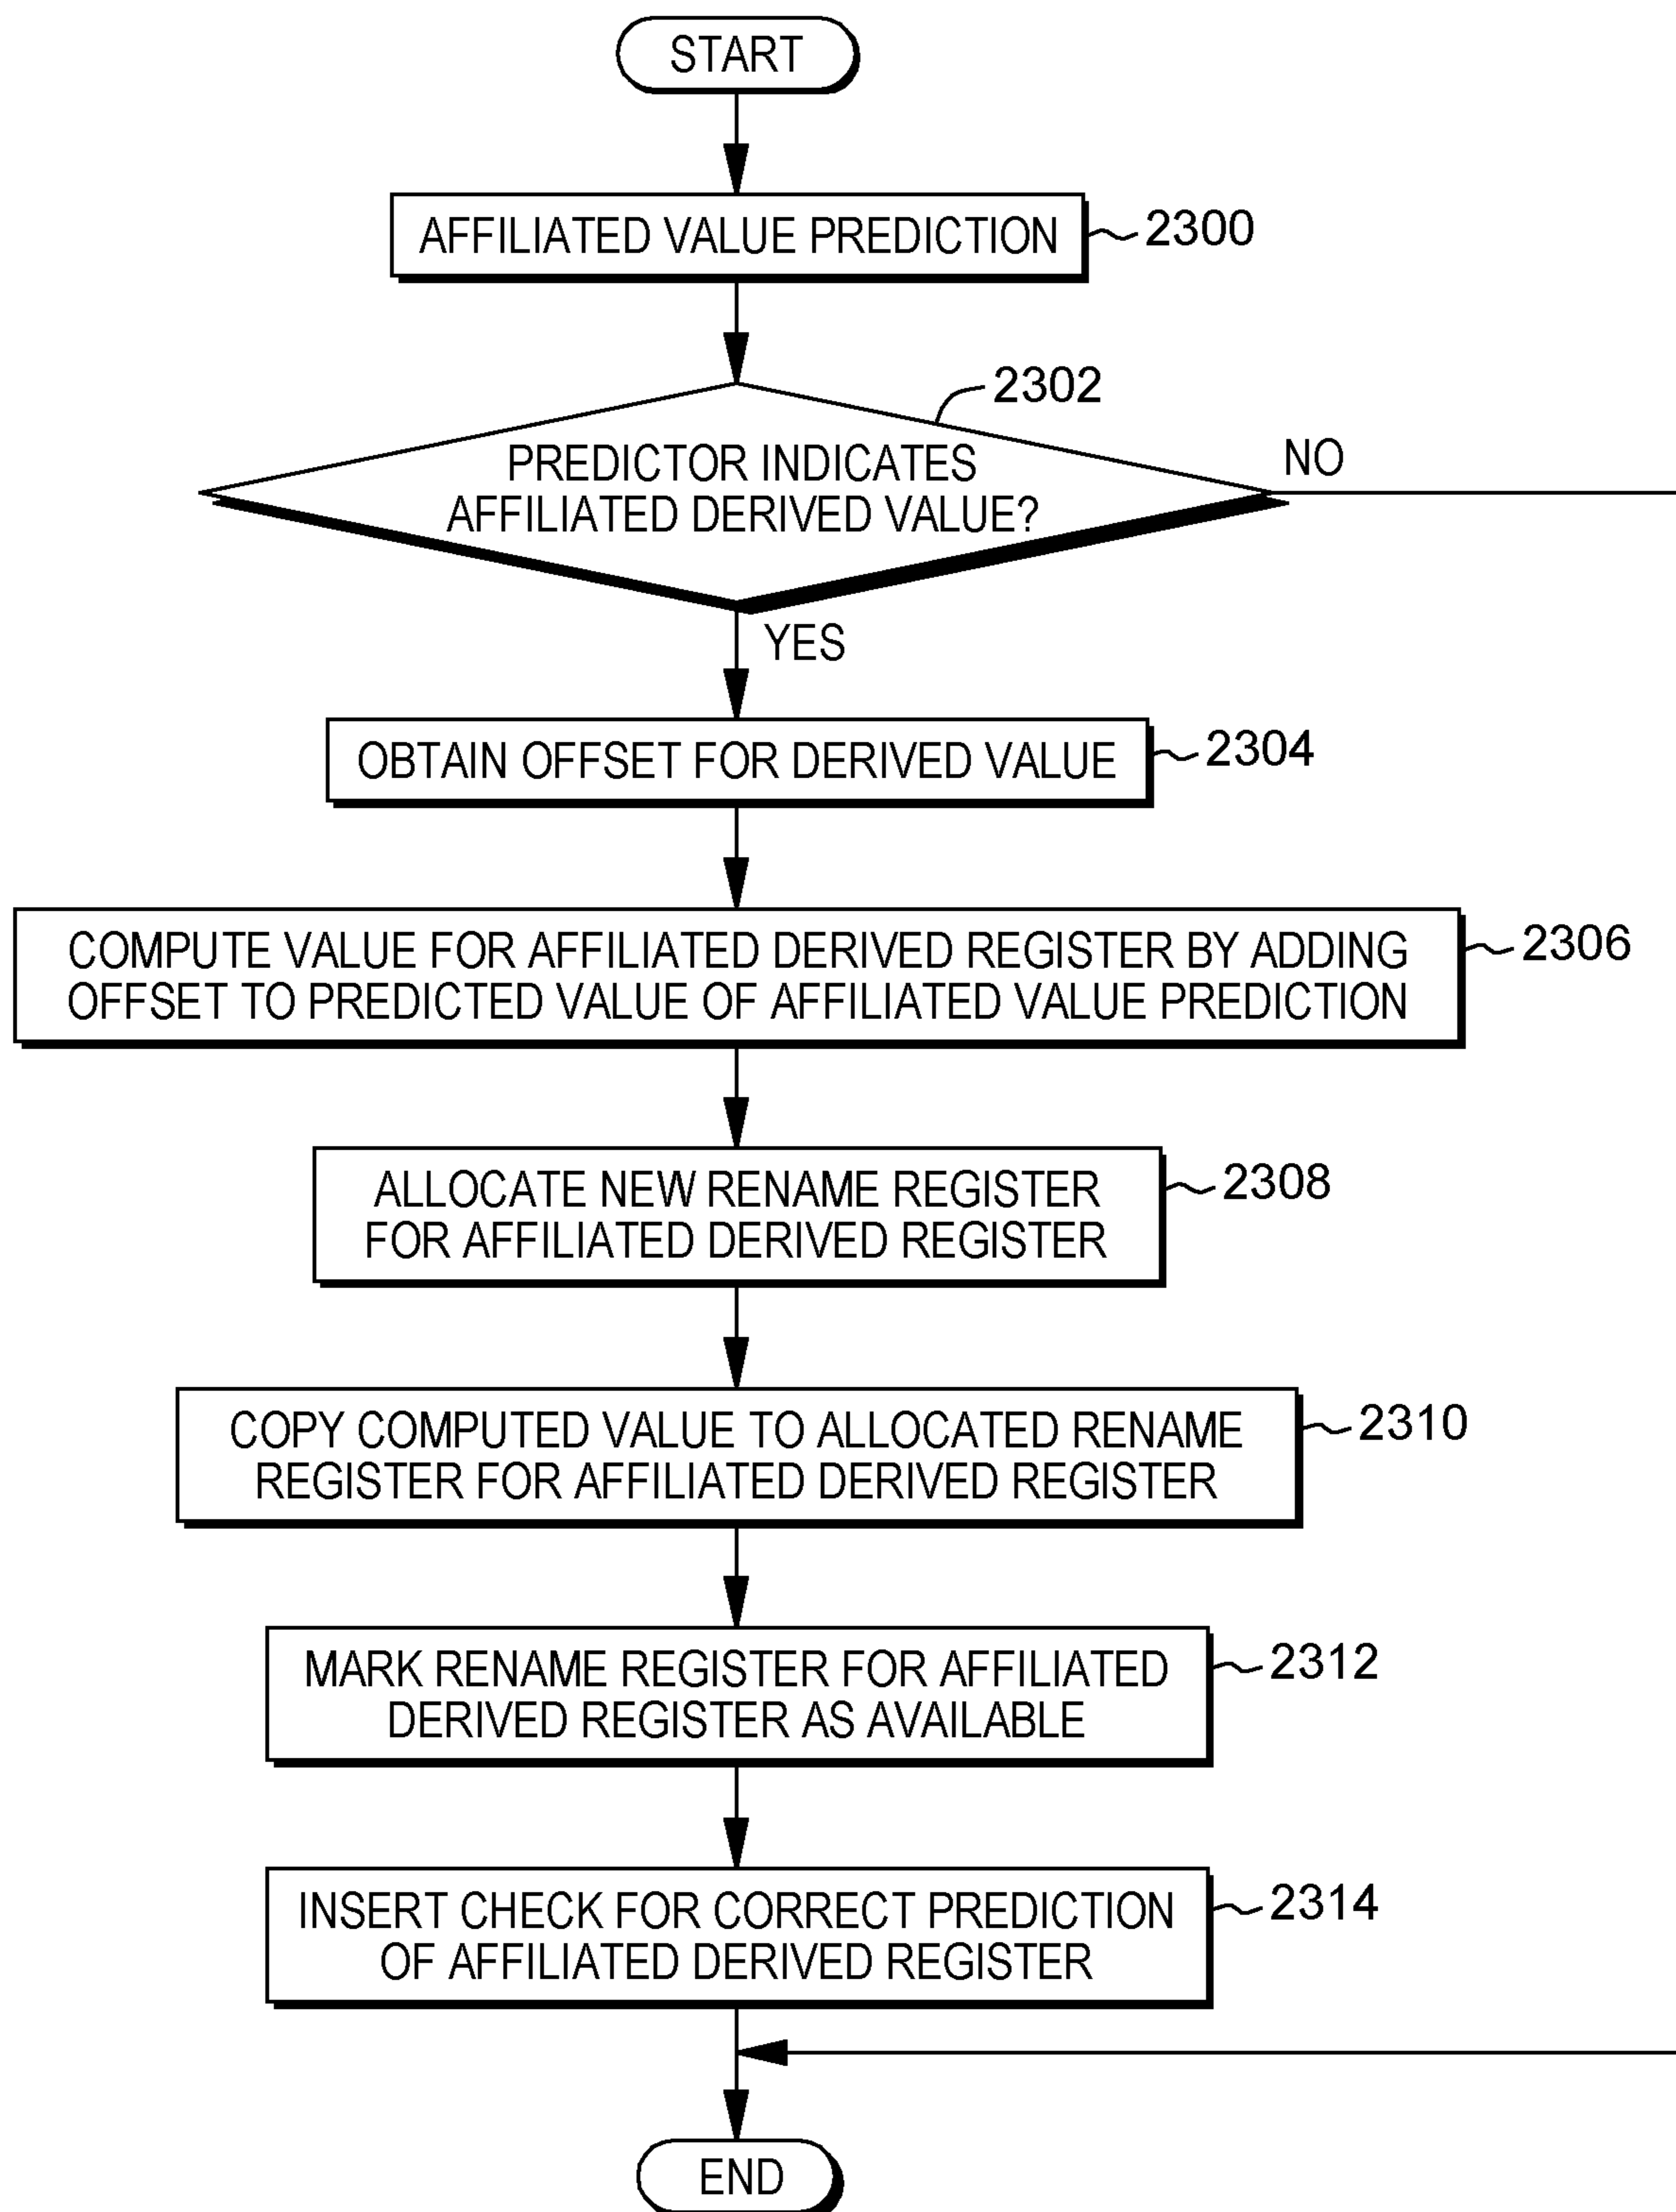 START
AFFILIATED VALUE PREDICTION
2300
2302
PREDICTOR INDICATES
AFFILIATED DERIVED VALUE?
NO
YES
OBTAIN OFFSET FOR DERIVED VALUE
2304
COMPUTE VALUE FOR AFFILIATED DERIVED REGISTER BY ADDING
OFFSET TO PREDICTED VALUE OF AFFILIATED VALUE PREDICTION
2306
ALLOCATE NEW RENAME REGISTER
FOR AFFILIATED DERIVED REGISTER
2308
COPY COMPUTED VALUE TO ALLOCATED RENAME
REGISTER FOR AFFILIATED DERIVED REGISTER
2310
MARK RENAME REGISTER FOR AFFILIATED
DERIVED REGISTER AS AVAILABLE
2312
INSERT CHECK FOR CORRECT PREDICTION
OF AFFILIATED DERIVED REGISTER
2314
END